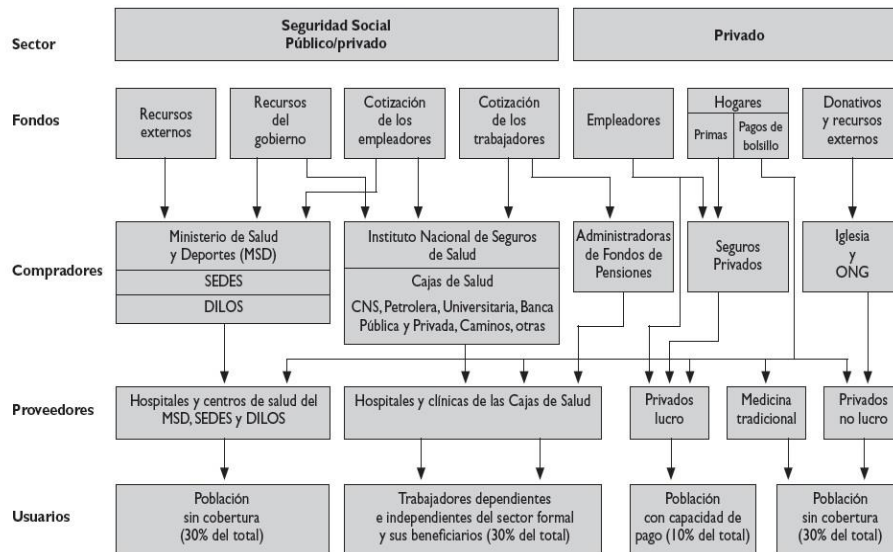 Sector
Seguridad Social
Público/privado
Privado
Fondos
Recursos
externos
Recursos
del
gobierno
Cotización
de los
empleadores
Cotización
de los
trabajadores
Empleadores
Hogares
Primas
Pagos de
bolsillo
Donativos
y recursos
externos
Compradores
Ministerio de Salud
y Deportes (MSD)
SEDES
DILOS
Instituto Nacional de Seguros
de Salud
Cajas de Salud
CNS, Petrolera, Universitaria, Banca
Pública y Privada, Caminos, otras
Administradoras
de Fondos de
Pensiones
Seguros
Privados
Iglesia
y
ONG
Proveedores
Hospitales y centros de salud del
MSD, SEDES y DILOS
Hospitales y clínicas de las Cajas de Salud
Privados
lucro
Medicina
tradicional
Privados
no lucro
Usuarios
Población
sin cobertura
(30% del total)
Trabajadores dependientes
e independientes del sector formal
y sus beneficiarios (30% del total)
Población
con capacidad de
pago (10% del total)
Población
sin cobertura
(30% del total)